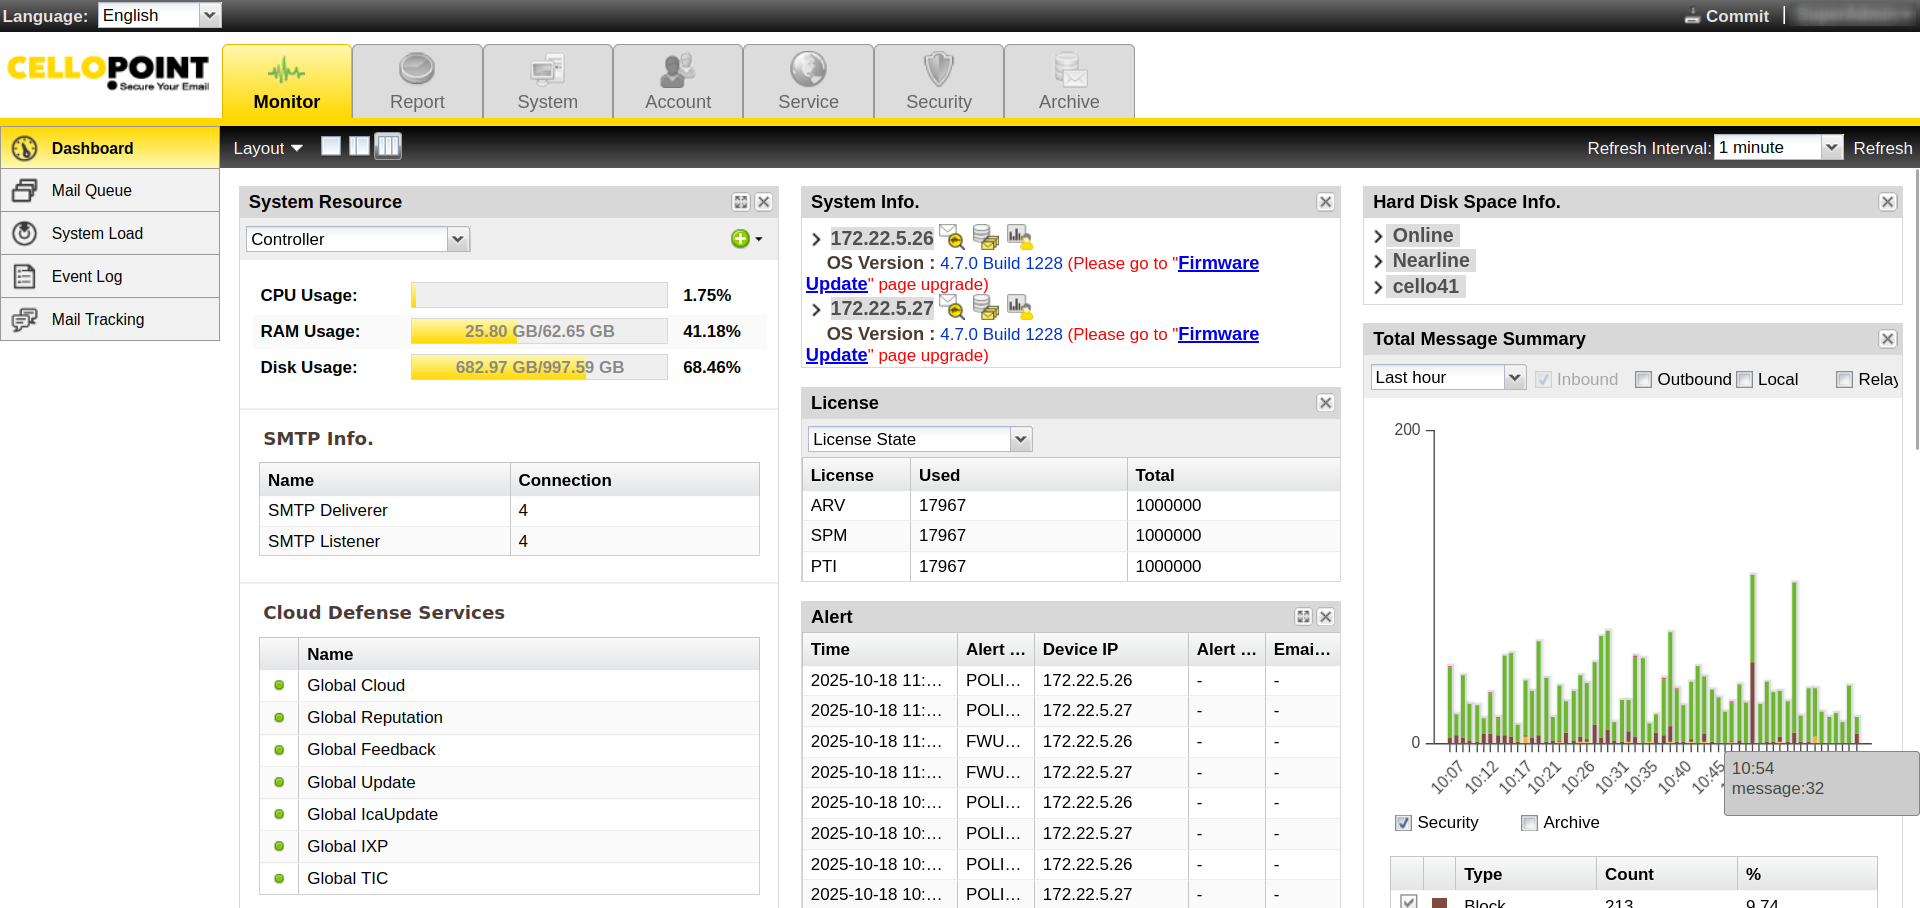 Language: English
Commit
CELLOPOINT
Secure Your Email
Monitor
Report
System
Account
Service
Security
Archive
Dashboard
Mail Queue
System Load
Event Log
Mail Tracking
Layout
Refresh Interval: 1 minute Refresh
System Resource
Controller
CPU Usage: 1.75%
RAM Usage: 25.80 GB/62.65 GB 41.18%
Disk Usage: 682.97 GB/997.59 GB 68.46%
SMTP Info.
Name Connection
SMTP Deliverer 4
SMTP Listener 4
Cloud Defense Services
Name
Global Cloud
Global Reputation
Global Feedback
Global Update
Global IcaUpdate
Global IXP
Global TIC
System Info.
172.22.5.26
OS Version : 4.7.0 Build 1228 (Please go to "Firmware
Update" page upgrade)
172.22.5.27
OS Version : 4.7.0 Build 1228 (Please go to "Firmware
Update" page upgrade)
License
License State
License Used Total
ARV 17967 1000000
SPM 17967 1000000
PTI 17967 1000000
Alert
Time Alert ... Device IP Alert ... Emai...
2025-10-18 11:... POLI... 172.22.5.26 - -
2025-10-18 11:... POLI... 172.22.5.27 - -
2025-10-18 11:... FWU... 172.22.5.26 - -
2025-10-18 11:... FWU... 172.22.5.27 - -
2025-10-18 10:... POLI... 172.22.5.26 - -
2025-10-18 10:... POLI... 172.22.5.27 - -
2025-10-18 10:... POLI... 172.22.5.26 - -
2025-10-18 10:... POLI... 172.22.5.27 - -
Hard Disk Space Info.
Online
Nearline
cello41
Total Message Summary
Last hour Inbound Outbound Local Relay
200
0
10:07 10:12 10:17 10:21 10:26 10:31 10:35 10:40 10:45
10:54
message:32
Security Archive
Type Count %
Block 213 9.74